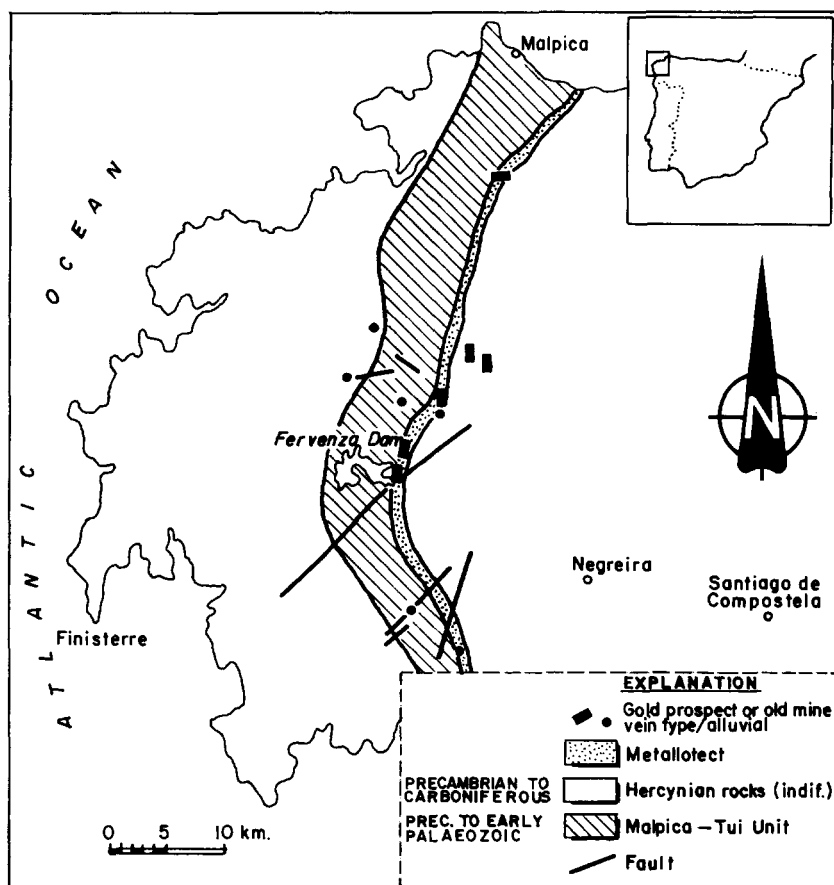 Malpica
OCEAN
Fervenza Dam
N
ATLANTIC
Negreira
Santiago de
Compostela
Finisterre
EXPLANATION
Gold prospect or old mine
vein type/alluvial
Metallotect
PRECAMBRIAN TO
CARBONIFEROUS
Hercynian rocks (indif.)
PREC. TO EARLY
PALAEOZOIC
Malpica – Tui Unit
Fault
0 5 10 km.